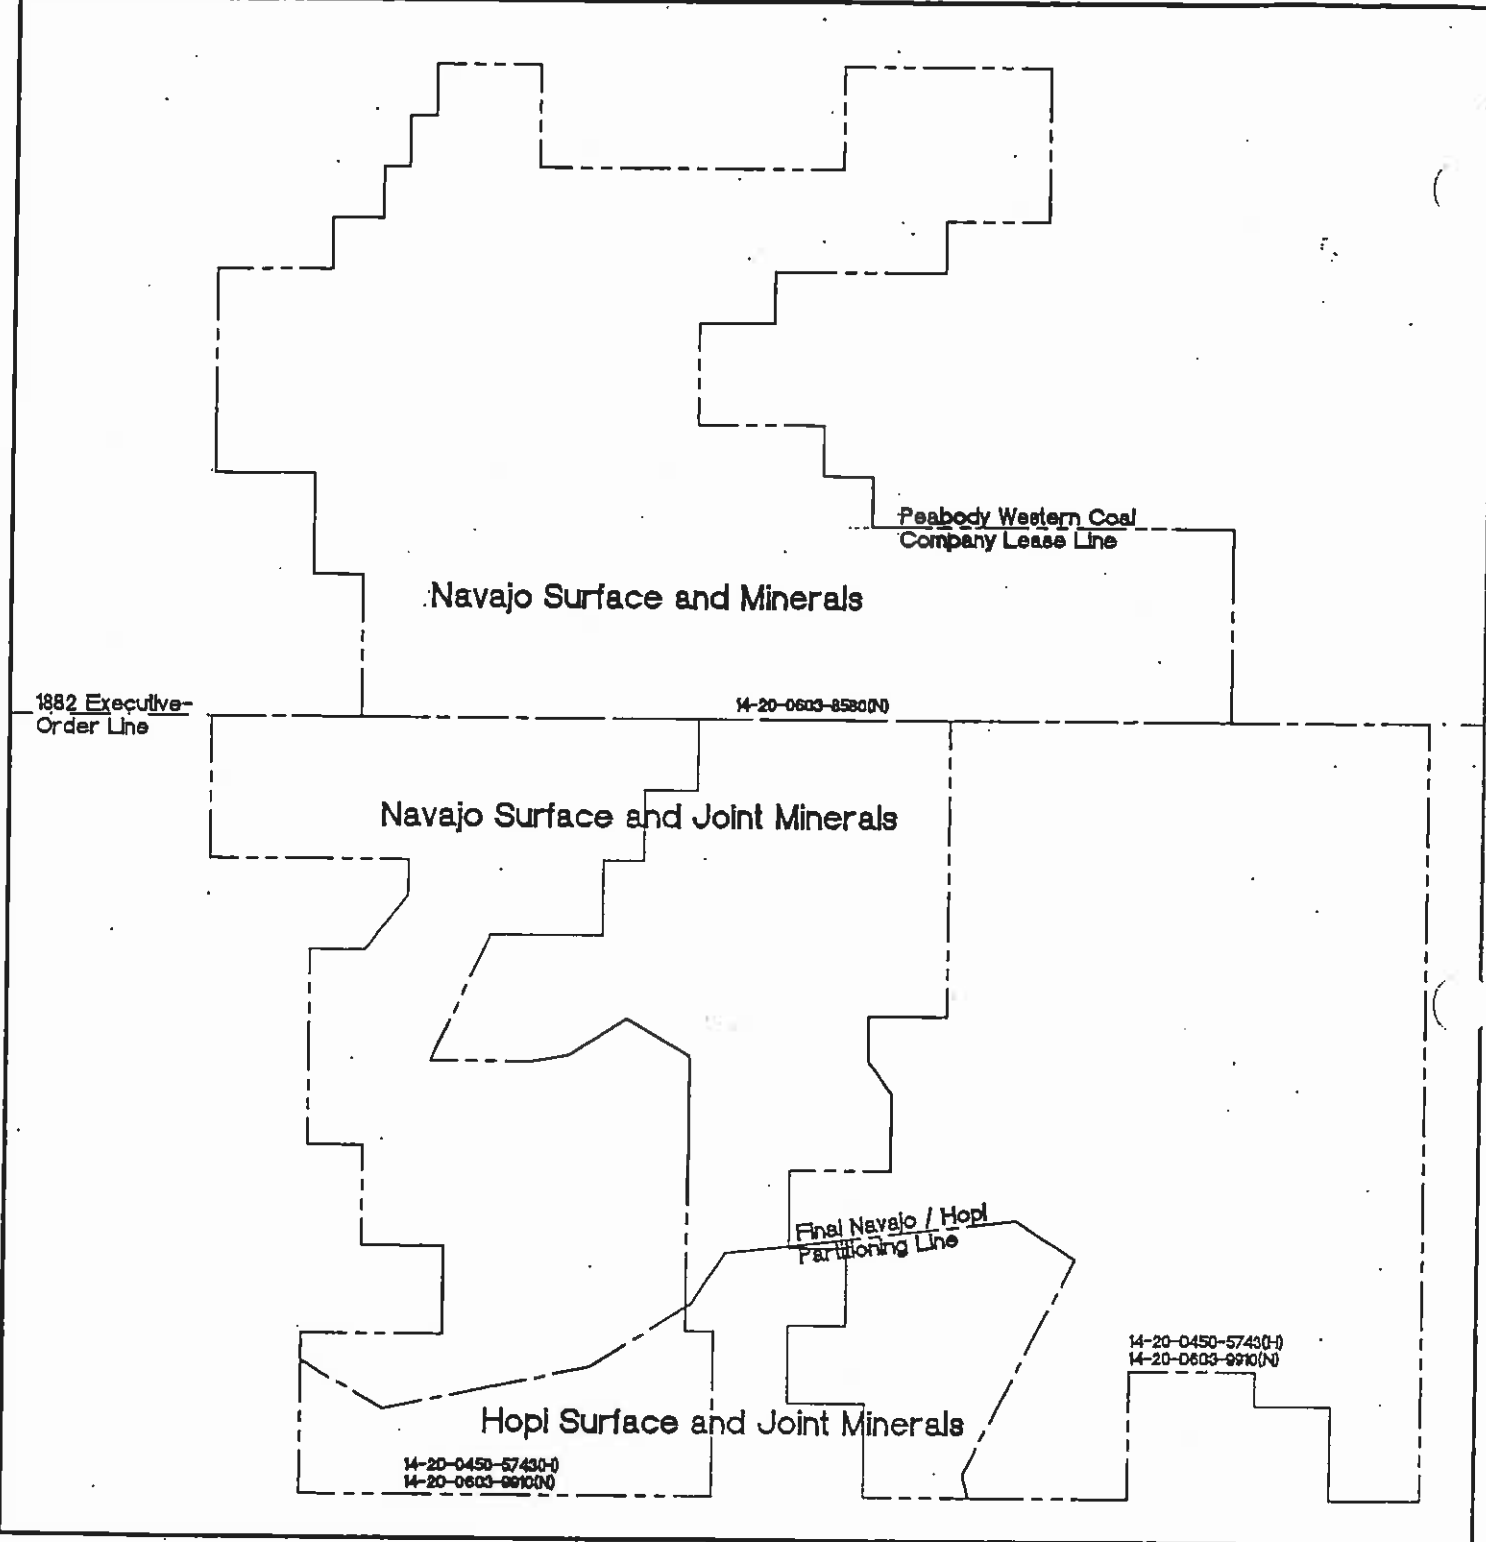 Peabody Western Coal
Company Lease Line
Navajo Surface and Minerals
1882 Executive-
Order Line
14-20-0603-8580(N)
Navajo Surface and Joint Minerals
Final Navajo / Hopi
Partitioning Line
14-20-0450-5743(H)
14-20-0603-9910(N)
Hopi Surface and Joint Minerals
14-20-0450-5743(H)
14-20-0603-9910(N)